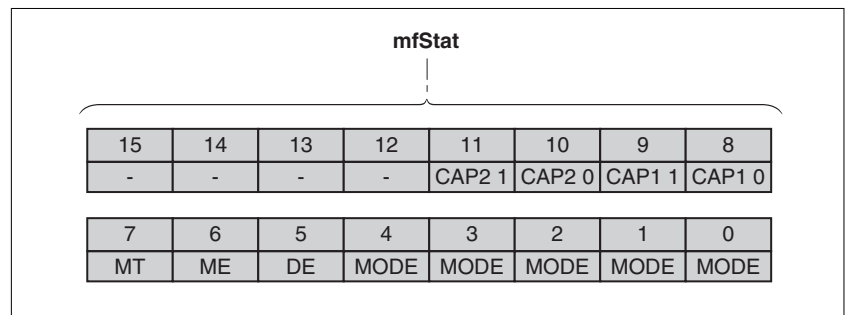 mfStat
15 14 13 12 11 10 9 8
- - - - CAP2 1 CAP2 0 CAP1 1 CAP1 0
7 6 5 4 3 2 1 0
MT ME DE MODE MODE MODE MODE MODE